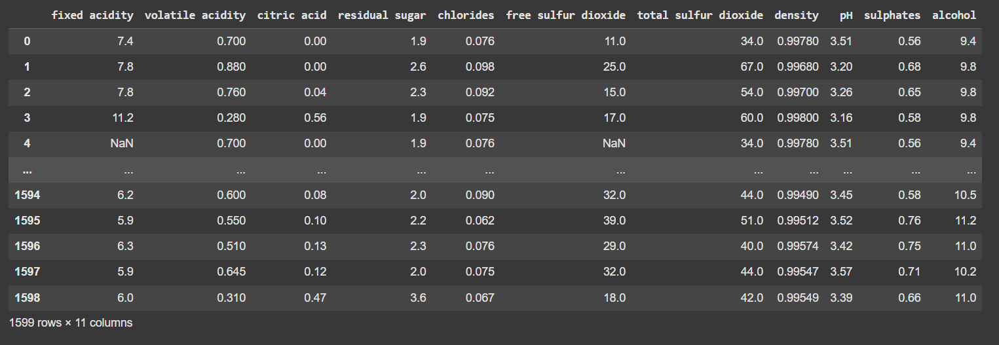 fixed acidity volatile acidity citric acid residual sugar chlorides free sulfur dioxide total sulfur dioxide density pH sulphates alcohol
0 7.4 0.700 0.00 1.9 0.076 11.0 34.0 0.99780 3.51 0.56 9.4
1 7.8 0.880 0.00 2.6 0.098 25.0 67.0 0.99680 3.20 0.68 9.8
2 7.8 0.760 0.04 2.3 0.092 15.0 54.0 0.99700 3.26 0.65 9.8
3 11.2 0.280 0.56 1.9 0.075 17.0 60.0 0.99800 3.16 0.58 9.8
4 NaN 0.700 0.00 1.9 0.076 NaN 34.0 0.99780 3.51 0.56 9.4
... ... ... ... ... ... ... ... ... ... ... ...
1594 6.2 0.600 0.08 2.0 0.090 32.0 44.0 0.99490 3.45 0.58 10.5
1595 5.9 0.550 0.10 2.2 0.062 39.0 51.0 0.99512 3.52 0.76 11.2
1596 6.3 0.510 0.13 2.3 0.076 29.0 40.0 0.99574 3.42 0.75 11.0
1597 5.9 0.645 0.12 2.0 0.075 32.0 44.0 0.99547 3.57 0.71 10.2
1598 6.0 0.310 0.47 3.6 0.067 18.0 42.0 0.99549 3.39 0.66 11.0
1599 rows × 11 columns